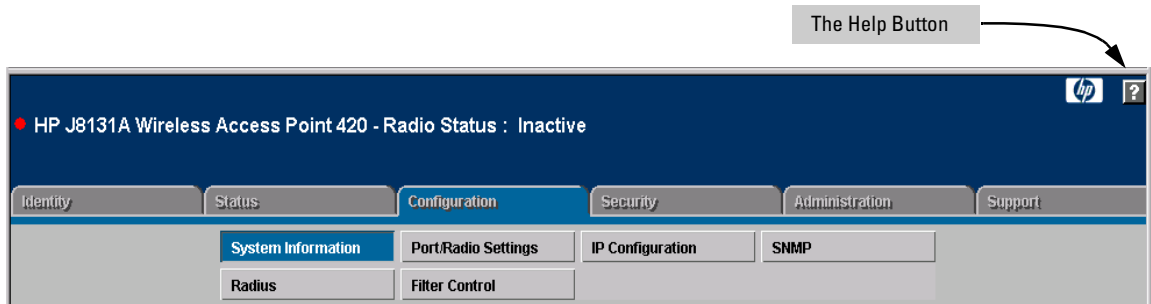 The Help Button
hp ?
HP J8131A Wireless Access Point 420 - Radio Status : Inactive
Identity Status Configuration Security Administration Support
System Information Port/Radio Settings IP Configuration SNMP
Radius Filter Control